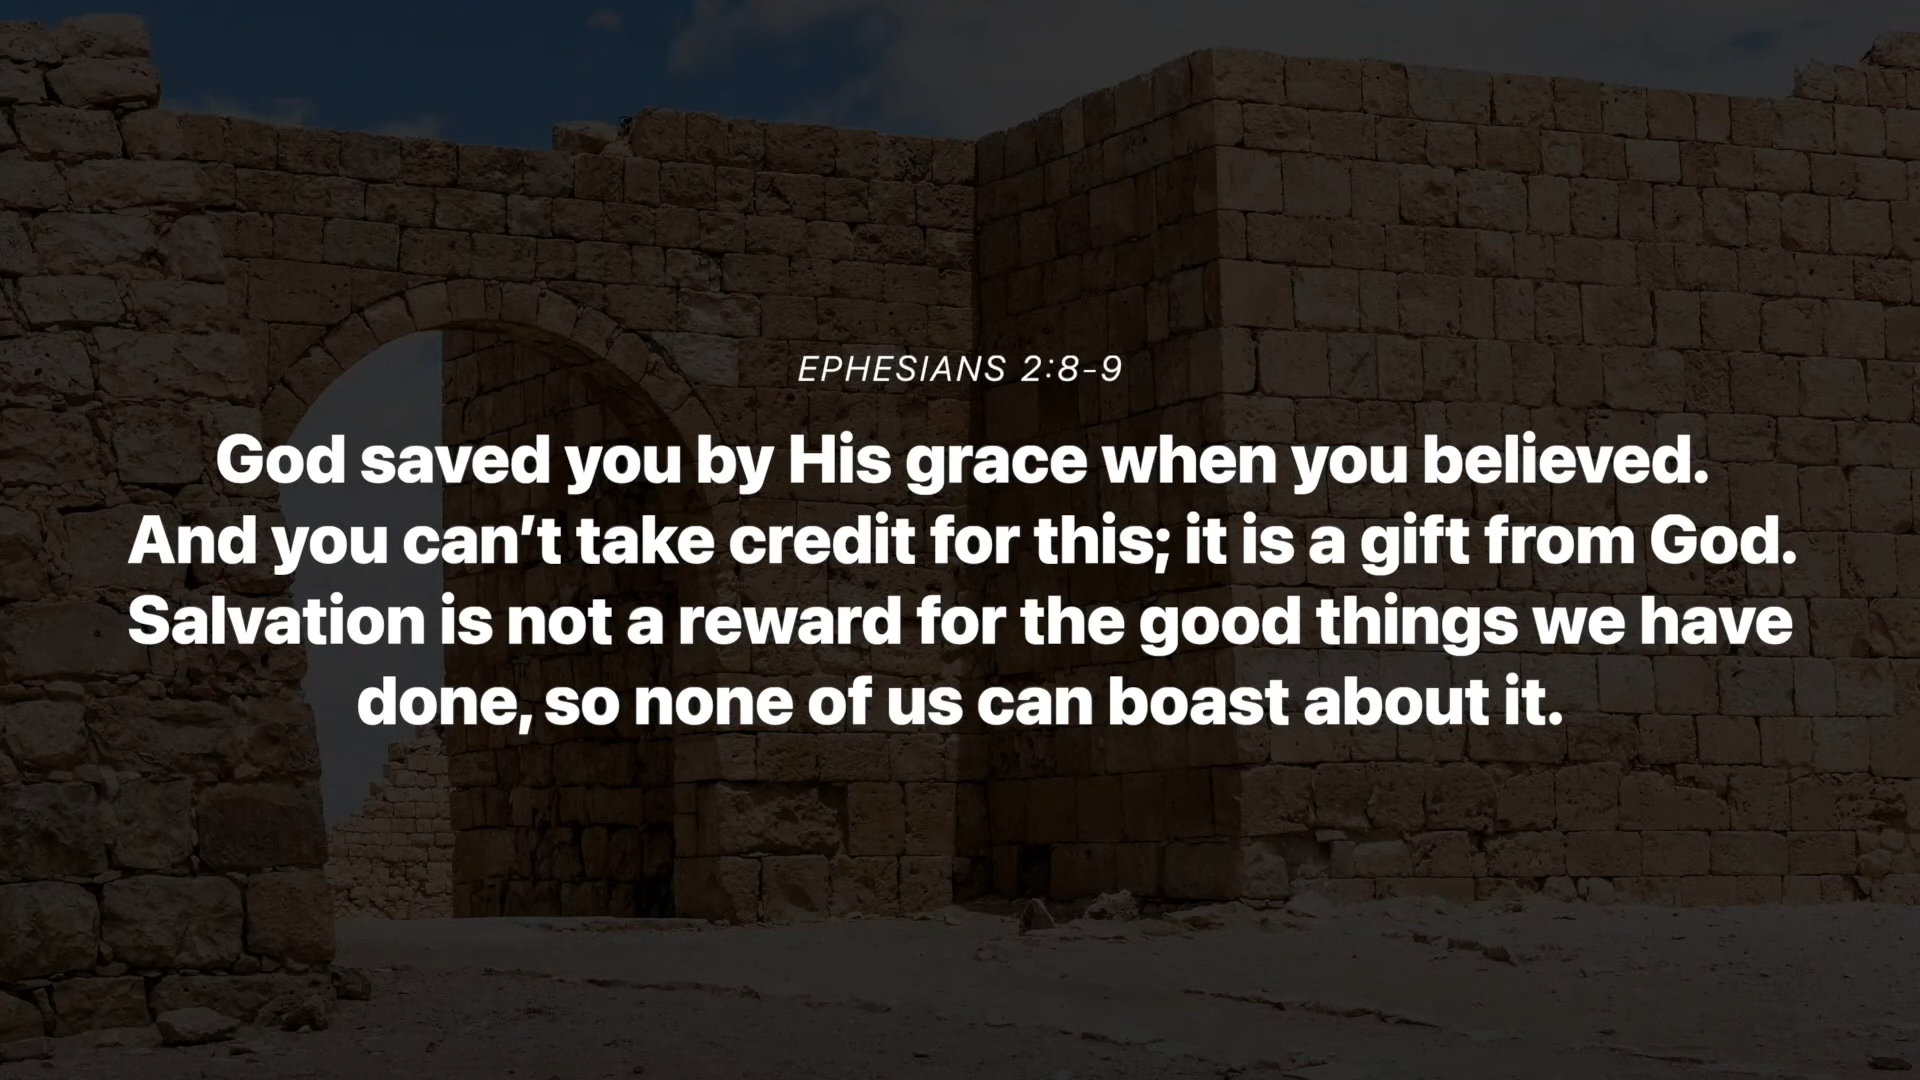 EPHESIANS 2:8-9
God saved you by His grace when you believed.
And you can’t take credit for this; it is a gift from God.
Salvation is not a reward for the good things we have
done, so none of us can boast about it.